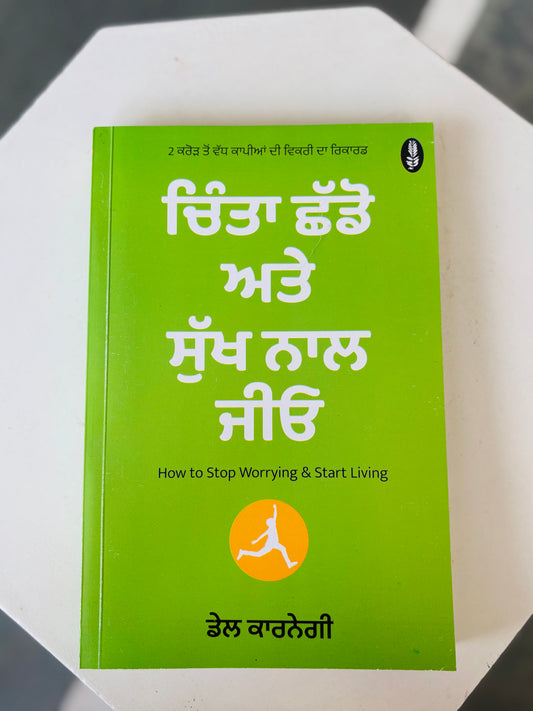 2 ਕਰੋੜ ਤੋਂ ਵੱਧ ਕਾਪੀਆਂ ਦੀ ਵਿਕਰੀ ਦਾ ਰਿਕਾਰਡ
ਚਿੰਤਾ ਛੱਡੋ
ਅਤੇ
ਸੁੱਖ ਨਾਲ
ਜੀਓ
How to Stop Worrying & Start Living
ਡੇਲ ਕਾਰਨੇਗੀ